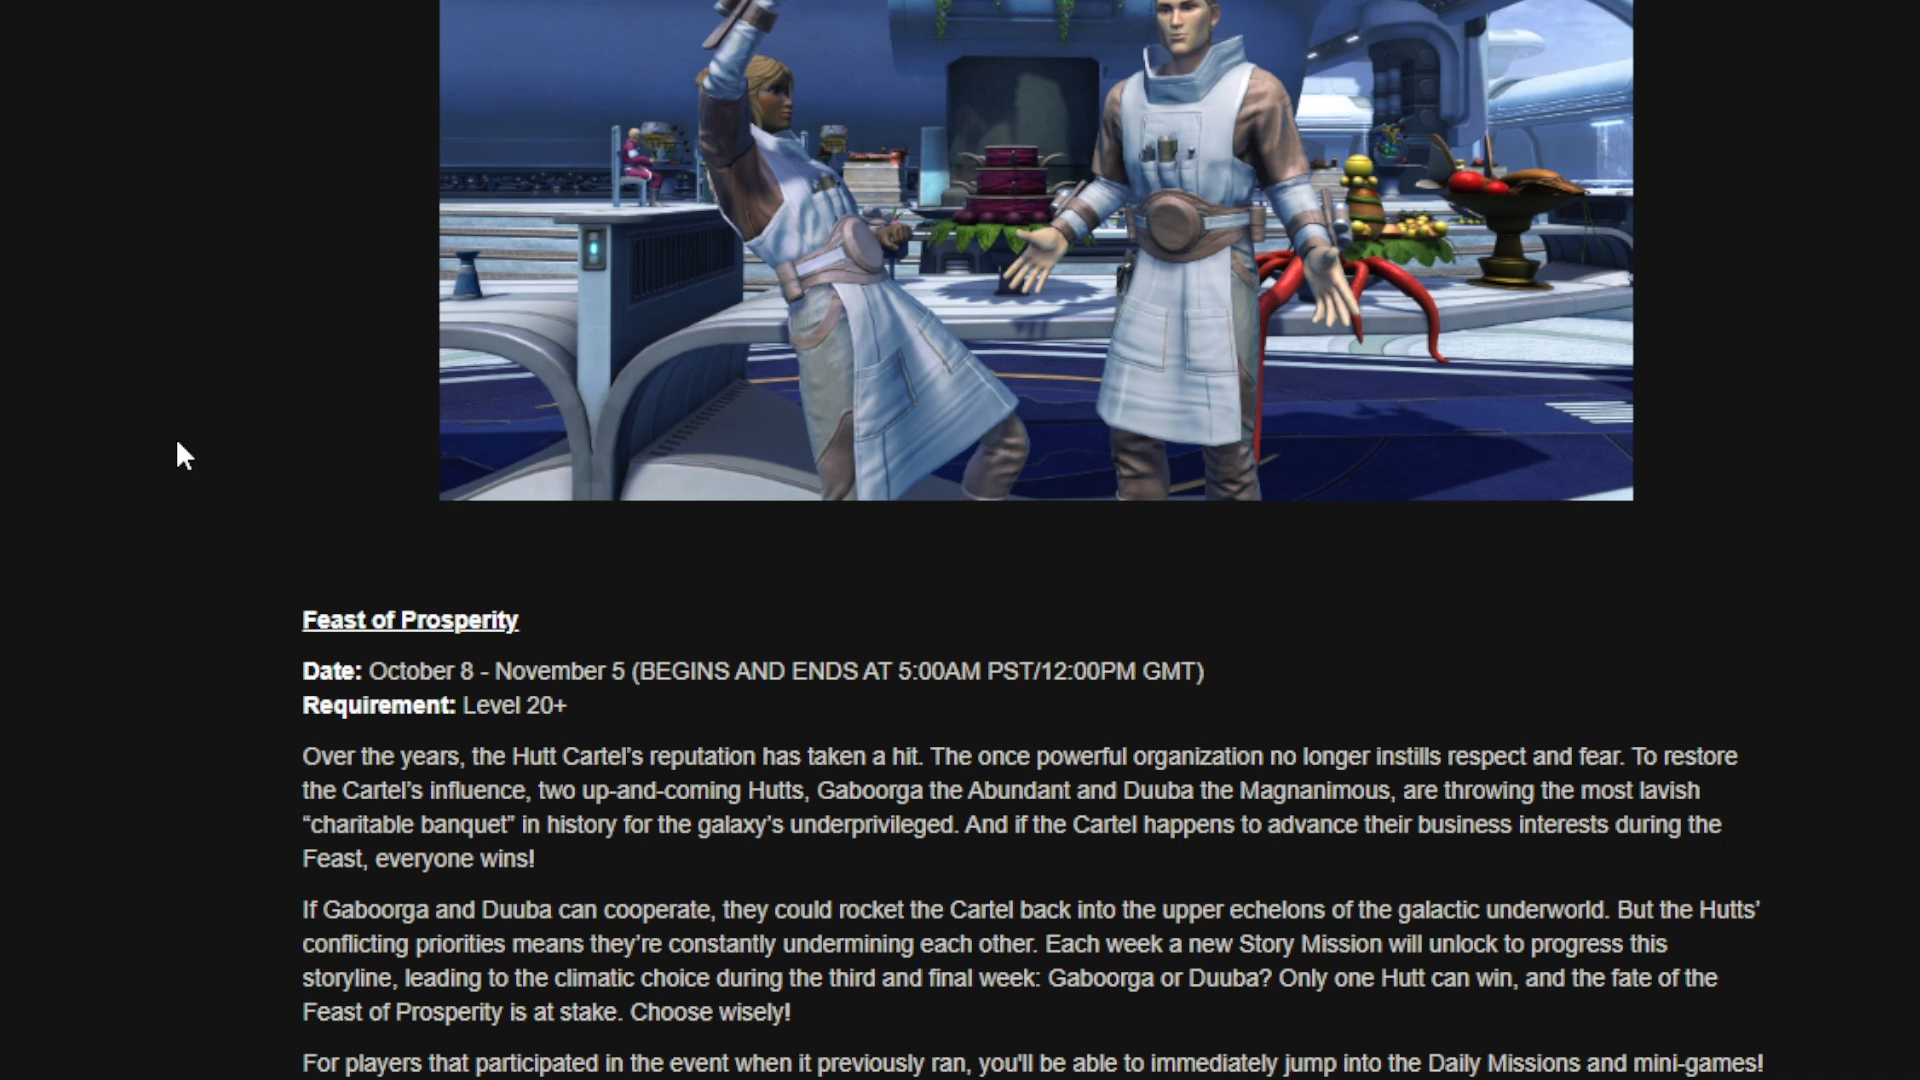 Feast of Prosperity
Date: October 8 - November 5 (BEGINS AND ENDS AT 5:00AM PST/12:00PM GMT)
Requirement: Level 20+
Over the years, the Hutt Cartel’s reputation has taken a hit. The once powerful organization no longer instills respect and fear. To restore
the Cartel’s influence, two up-and-coming Hutts, Gaboorga the Abundant and Duuba the Magnanimous, are throwing the most lavish
“charitable banquet” in history for the galaxy’s underprivileged. And if the Cartel happens to advance their business interests during the
Feast, everyone wins!
If Gaboorga and Duuba can cooperate, they could rocket the Cartel back into the upper echelons of the galactic underworld. But the Hutts’
conflicting priorities means they’re constantly undermining each other. Each week a new Story Mission will unlock to progress this
storyline, leading to the climatic choice during the third and final week: Gaboorga or Duuba? Only one Hutt can win, and the fate of the
Feast of Prosperity is at stake. Choose wisely!
For players that participated in the event when it previously ran, you'll be able to immediately jump into the Daily Missions and mini-games!